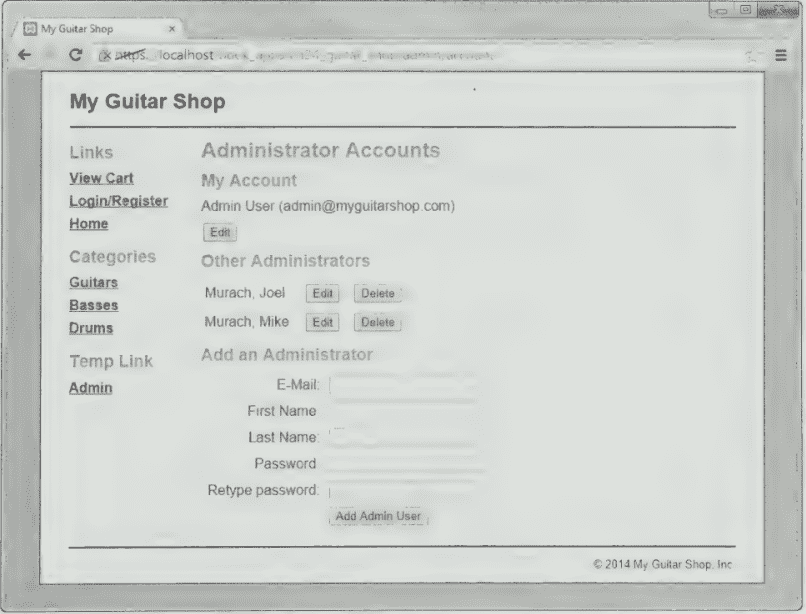 My Guitar Shop
https localhost
My Guitar Shop
Links
View Cart
Login/Register
Home
Categories
Guitars
Basses
Drums
Temp Link
Admin
Administrator Accounts
My Account
Admin User (admin@myguitarshop.com)
Edit
Other Administrators
Murach, Joel Edit Delete
Murach, Mike Edit Delete
Add an Administrator
E-Mail:
First Name
Last Name:
Password
Retype password:
Add Admin User
© 2014 My Guitar Shop, Inc